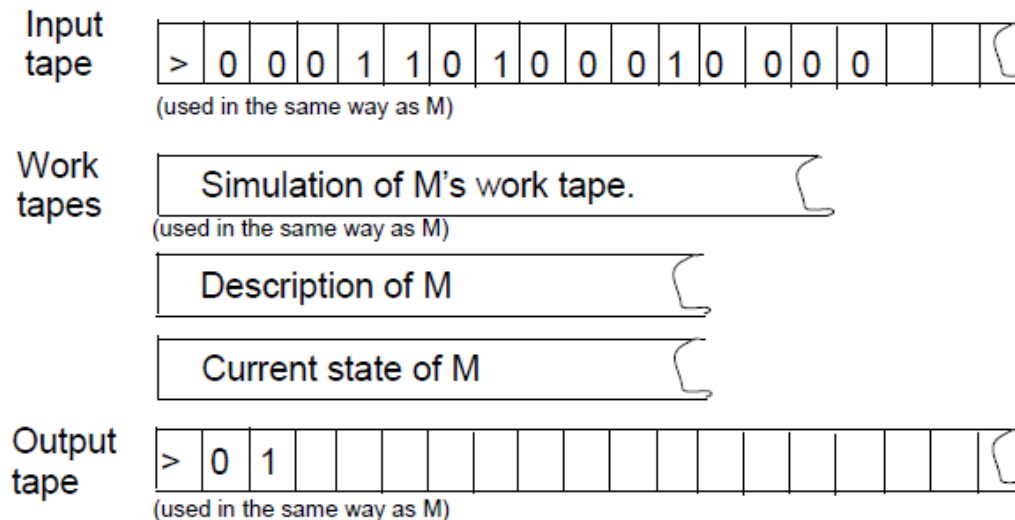 Input
tape
> 0 0 0 1 1 0 1 0 0 0 1 0 0 0 0
(used in the same way as M)
Work
tapes
Simulation of M's work tape.
(used in the same way as M)
Description of M
Current state of M
Output
tape
> 0 1
(used in the same way as M)